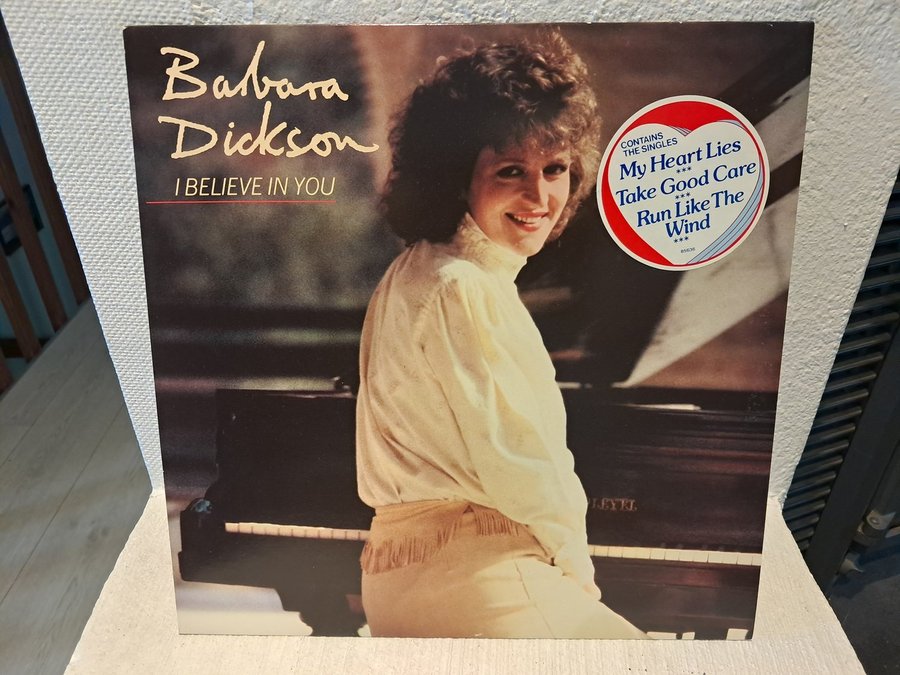 Barbara
Dickson
I BELIEVE IN YOU
CONTAINS
THE SINGLES
My Heart Lies
***
Take Good Care
***
Run Like The
Wind
***